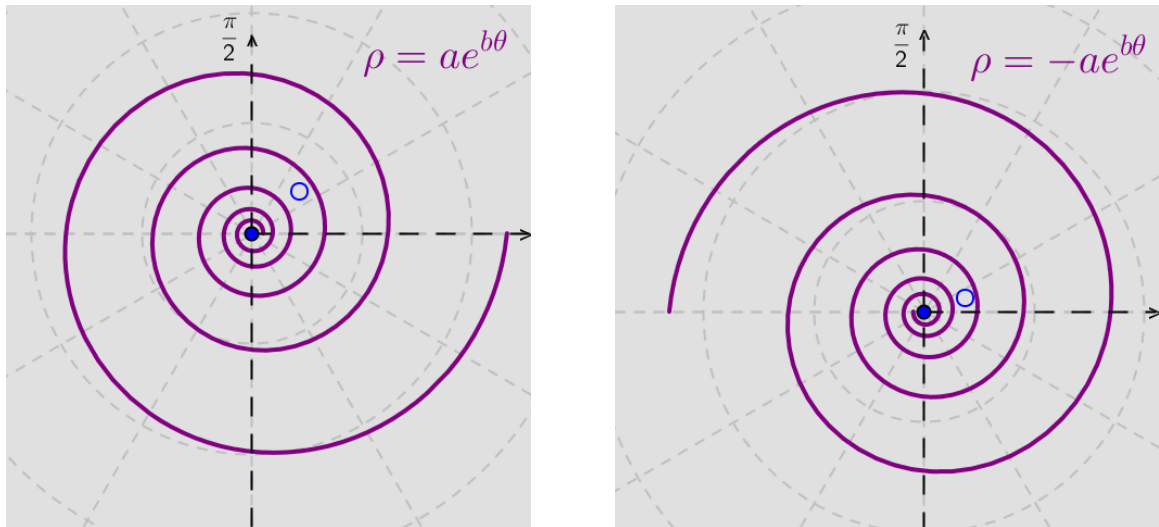 π/2
ρ = ae^{bθ}
π/2
ρ = −ae^{bθ}